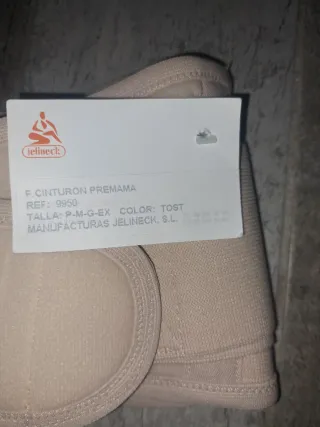 jelineck
F. CINTURON PREMAMA
REF: 9950
TALLA: P-M-G-EX COLOR: TOST
MANUFACTURAS JELINECK, S.L.